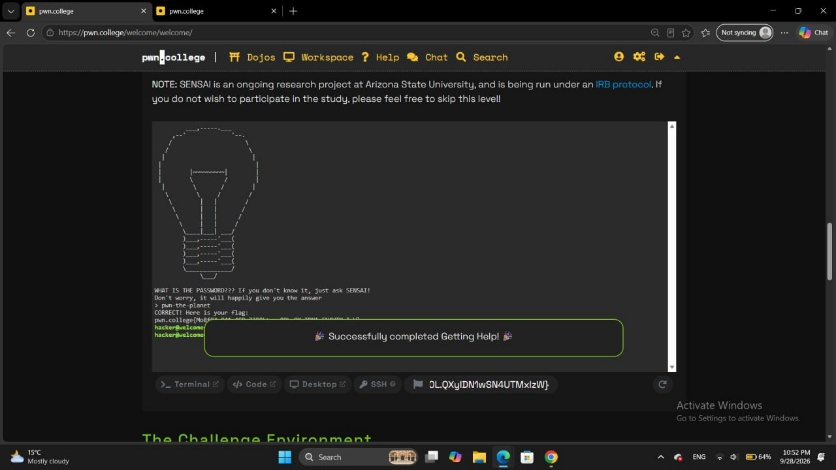 pwn.college
pwn.college
https://pwn.college/welcome/welcome/
Not syncing
Chat
pwn.college | Dojos Workspace ? Help Chat Search
NOTE: SENSAI is an ongoing research project at Arizona State University, and is being run under an IRB protocol. If
you do not wish to participate in the study, please feel free to skip this level!
WHAT IS THE PASSWORD??? If you don't know it, just ask SENSAI!
Don't worry, it will happily give you the answer
> pwn-the-planet
CORRECT! Here is your flag:
hacker@welcome
hacker@welcome
🎉 Successfully completed Getting Help! 🎉
Terminal
Code
Desktop
SSH
The Challenge Environment
Activate Windows
Go to Settings to activate Windows.
15°C
Mostly cloudy
Search
ENG
64%
10:52 PM
9/28/2026